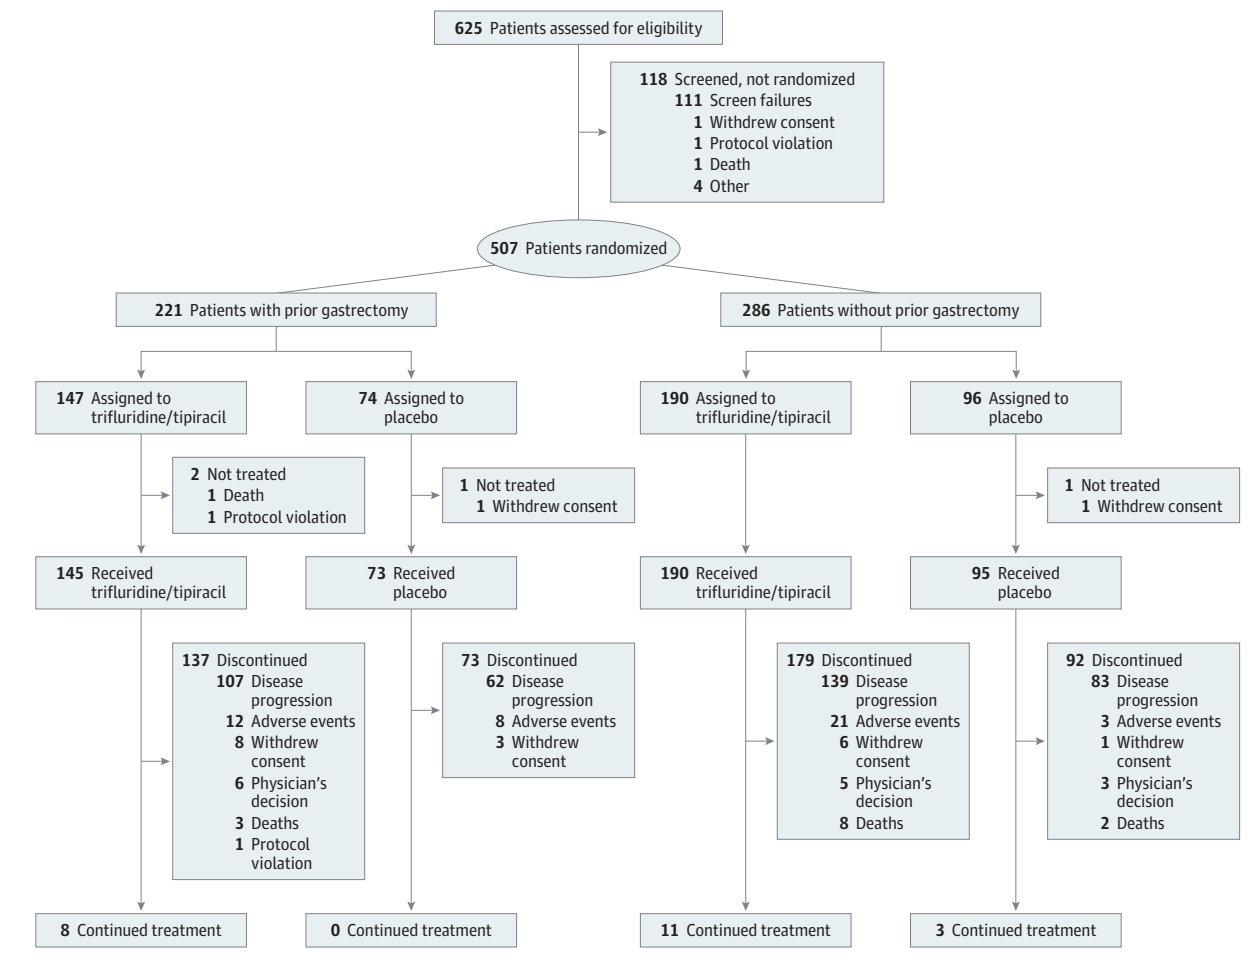 625 Patients assessed for eligibility
118 Screened, not randomized
111 Screen failures
1 Withdrew consent
1 Protocol violation
1 Death
4 Other
507 Patients randomized
221 Patients with prior gastrectomy
286 Patients without prior gastrectomy
147 Assigned to
trifluridine/tipiracil
74 Assigned to
placebo
190 Assigned to
trifluridine/tipiracil
96 Assigned to
placebo
2 Not treated
1 Death
1 Protocol violation
1 Not treated
1 Withdrew consent
1 Not treated
1 Withdrew consent
145 Received
trifluridine/tipiracil
73 Received
placebo
190 Received
trifluridine/tipiracil
95 Received
placebo
137 Discontinued
107 Disease
progression
12 Adverse events
8 Withdrew
consent
6 Physician's
decision
3 Deaths
1 Protocol
violation
73 Discontinued
62 Disease
progression
8 Adverse events
3 Withdrew
consent
179 Discontinued
139 Disease
progression
21 Adverse events
6 Withdrew
consent
5 Physician's
decision
8 Deaths
92 Discontinued
83 Disease
progression
3 Adverse events
1 Withdrew
consent
3 Physician's
decision
2 Deaths
8 Continued treatment
0 Continued treatment
11 Continued treatment
3 Continued treatment